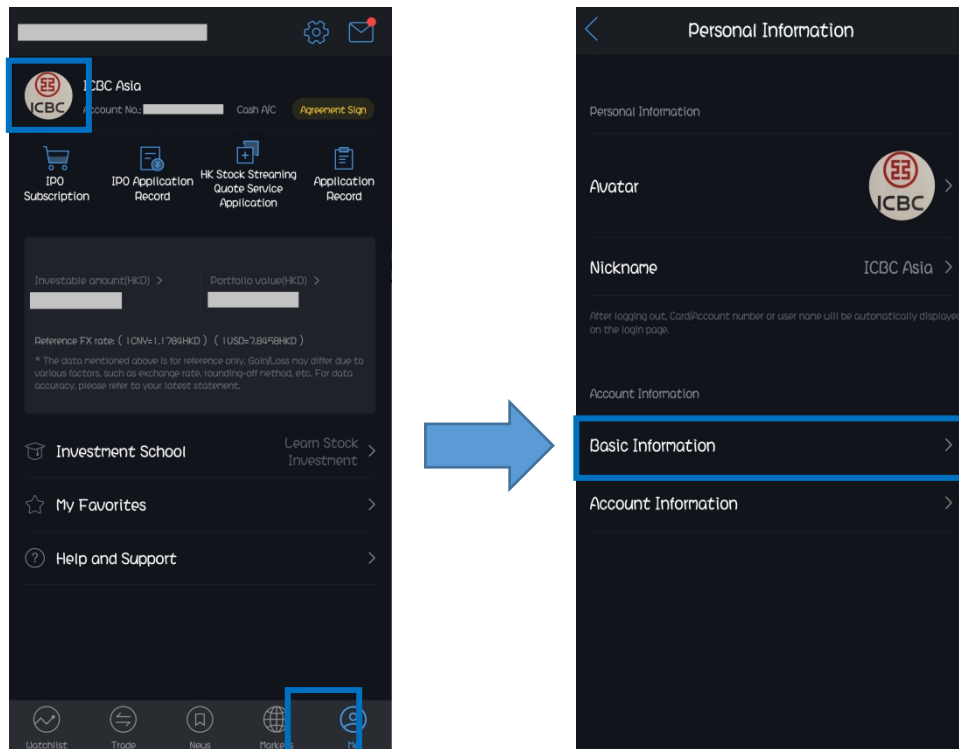 ICBC Asia
ICBC
Account No.:
Cash A/C
Agreement Sign
IPO
Subscription
IPO Application
Record
HK Stock Streaming
Quote Service
Application
Application
Record
Investable amount(HKD) >
Portfolio value(HKD) >
Reference FX rate: ( 1CNY=1.1784HKD ) ( 1USD=7.8458HKD )
* The data mentioned above is for reference only. Gain/Loss may differ due to
various factors, such as exchange rate, rounding-off method, etc. For data
accuracy, please refer to your latest statement.
Investment School
Learn Stock
Investment
My Favorites
Help and Support
Watchlist
Trade
News
Markets
Me
Personal Information
Personal Information
Avatar
ICBC
Nickname
ICBC Asia
After logging out, Card/Account number or user name will be automatically displayed
on the login page.
Account Information
Basic Information
Account Information